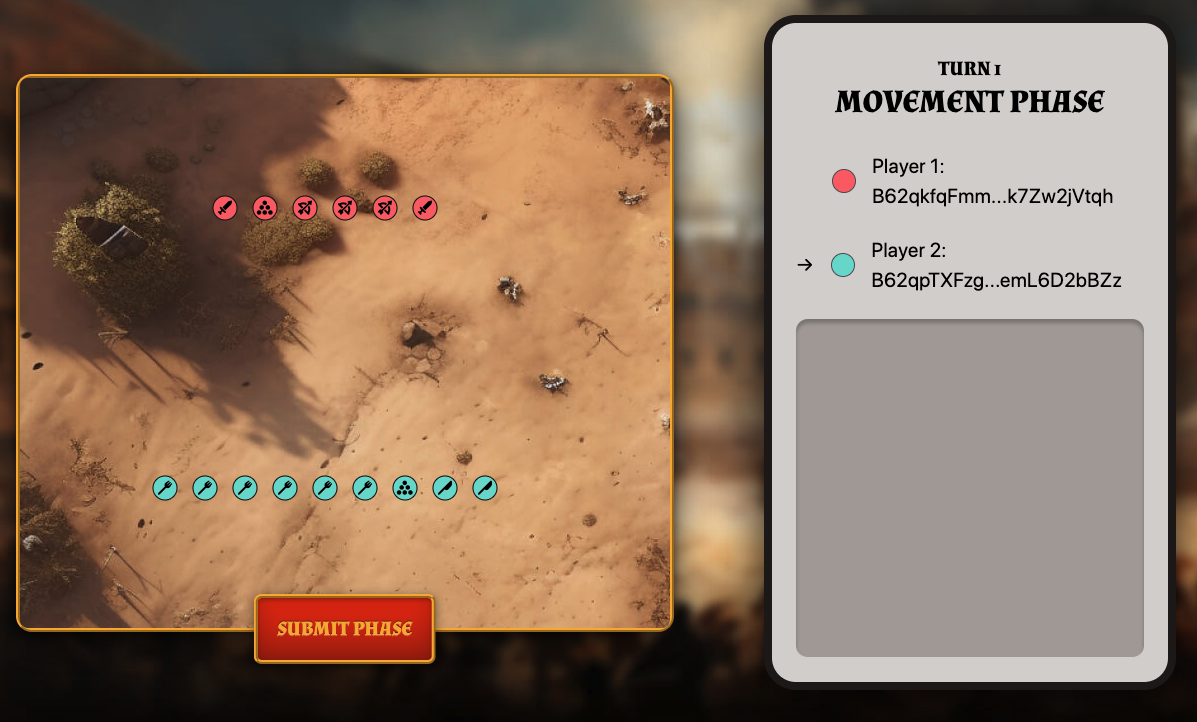 TURN 1
MOVEMENT PHASE
Player 1:
B62qkfqFmm...k7Zw2jVtqh
Player 2:
B62qpTXFzg...emL6D2bBZz
SUBMIT PHASE